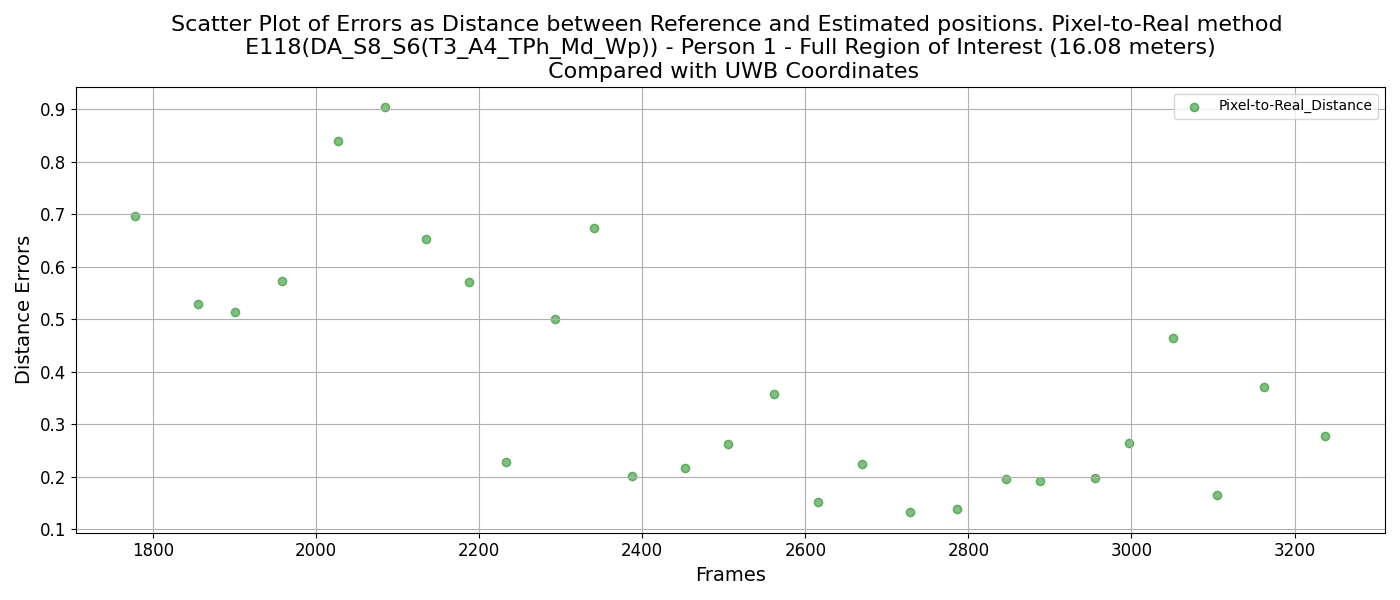 Scatter Plot of Errors as Distance between Reference and Estimated positions. Pixel-to-Real method
E118(DA_S8_S6(T3_A4_TPh_Md_Wp)) - Person 1 - Full Region of Interest (16.08 meters)
Compared with UWB Coordinates
Pixel-to-Real_Distance
Distance Errors
0.9
0.8
0.7
0.6
0.5
0.4
0.3
0.2
0.1
1800 2000 2200 2400 2600 2800 3000 3200
Frames